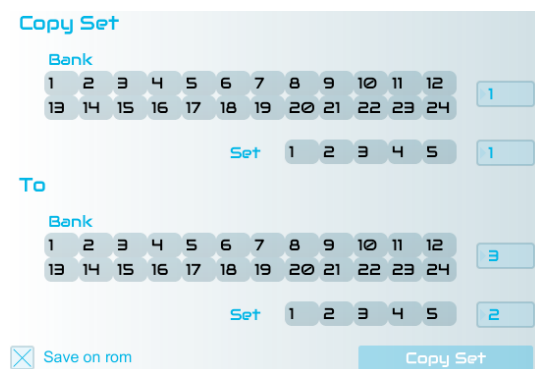 Copy Set
Bank
1 2 3 4 5 6 7 8 9 10 11 12
1
13 14 15 16 17 18 19 20 21 22 23 24
Set 1 2 3 4 5 1
To
Bank
1 2 3 4 5 6 7 8 9 10 11 12
3
13 14 15 16 17 18 19 20 21 22 23 24
Set 1 2 3 4 5 2
Save on rom Copy Set